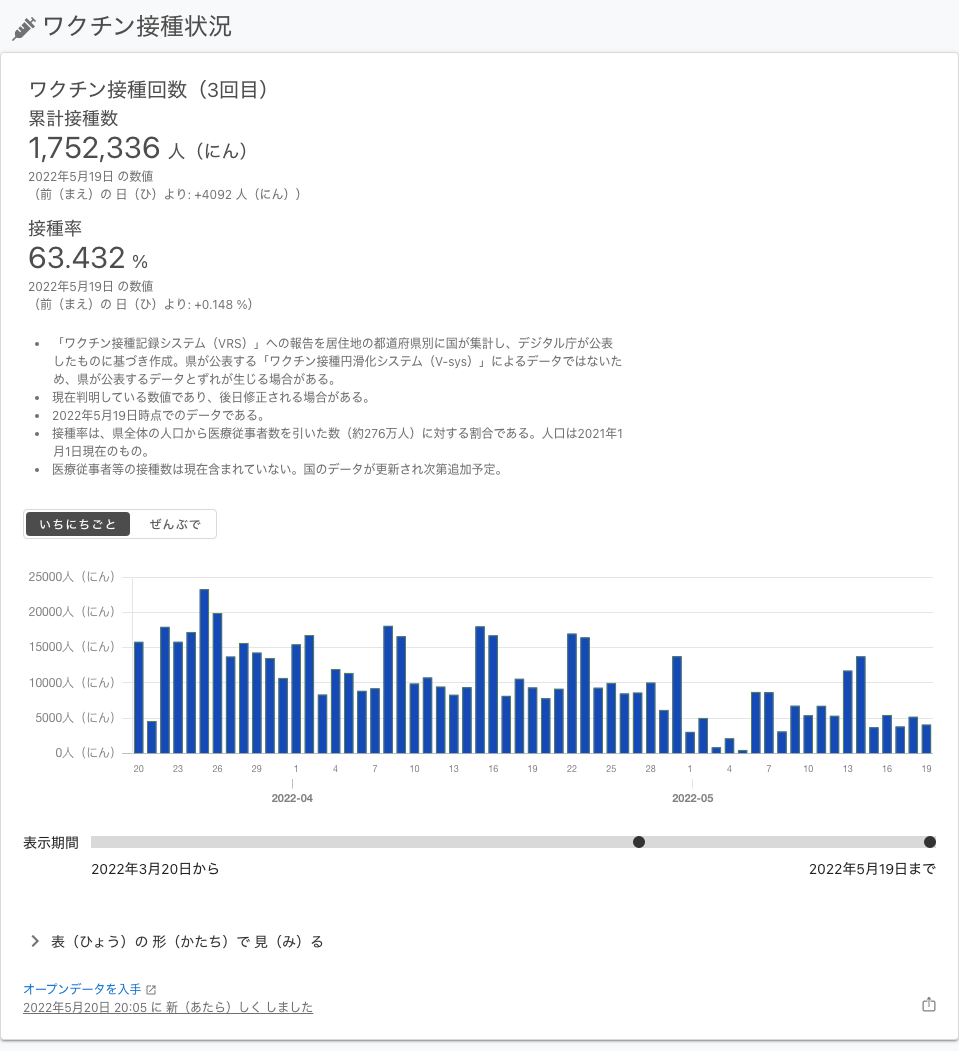 ワクチン接種状況
ワクチン接種回数（3回目）
累計接種数
1,752,336 人（にん）
2022年5月19日 の数値
（前（まえ）の 日（ひ）より: +4092 人（にん））
接種率
63.432 %
2022年5月19日 の数値
（前（まえ）の 日（ひ）より: +0.148 %）
• 「ワクチン接種記録システム（VRS）」への報告を居住地の都道府県別に国が集計し、デジタル庁が公表
したものに基づき作成。県が公表する「ワクチン接種円滑化システム（V-sys）」によるデータではないた
め、県が公表するデータとずれが生じる場合がある。
• 現在判明している数値であり、後日修正される場合がある。
• 2022年5月19日時点でのデータである。
• 接種率は、県全体の人口から医療従事者数を引いた数（約276万人）に対する割合である。人口は2021年1
月1日現在のもの。
• 医療従事者等の接種数は現在含まれていない。国のデータが更新され次第追加予定。
いちにちごと ぜんぶで
25000人（にん）
20000人（にん）
15000人（にん）
10000人（にん）
5000人（にん）
0人（にん）
20 23 26 29 1 4 7 10 13 16 19 22 25 28 1 4 7 10 13 16 19
2022-04 2022-05
表示期間
2022年3月20日から 2022年5月19日まで
表（ひょう）の 形（かたち）で 見（み）る
オープンデータを入手
2022年5月20日 20:05 に 新（あたら）しく しました